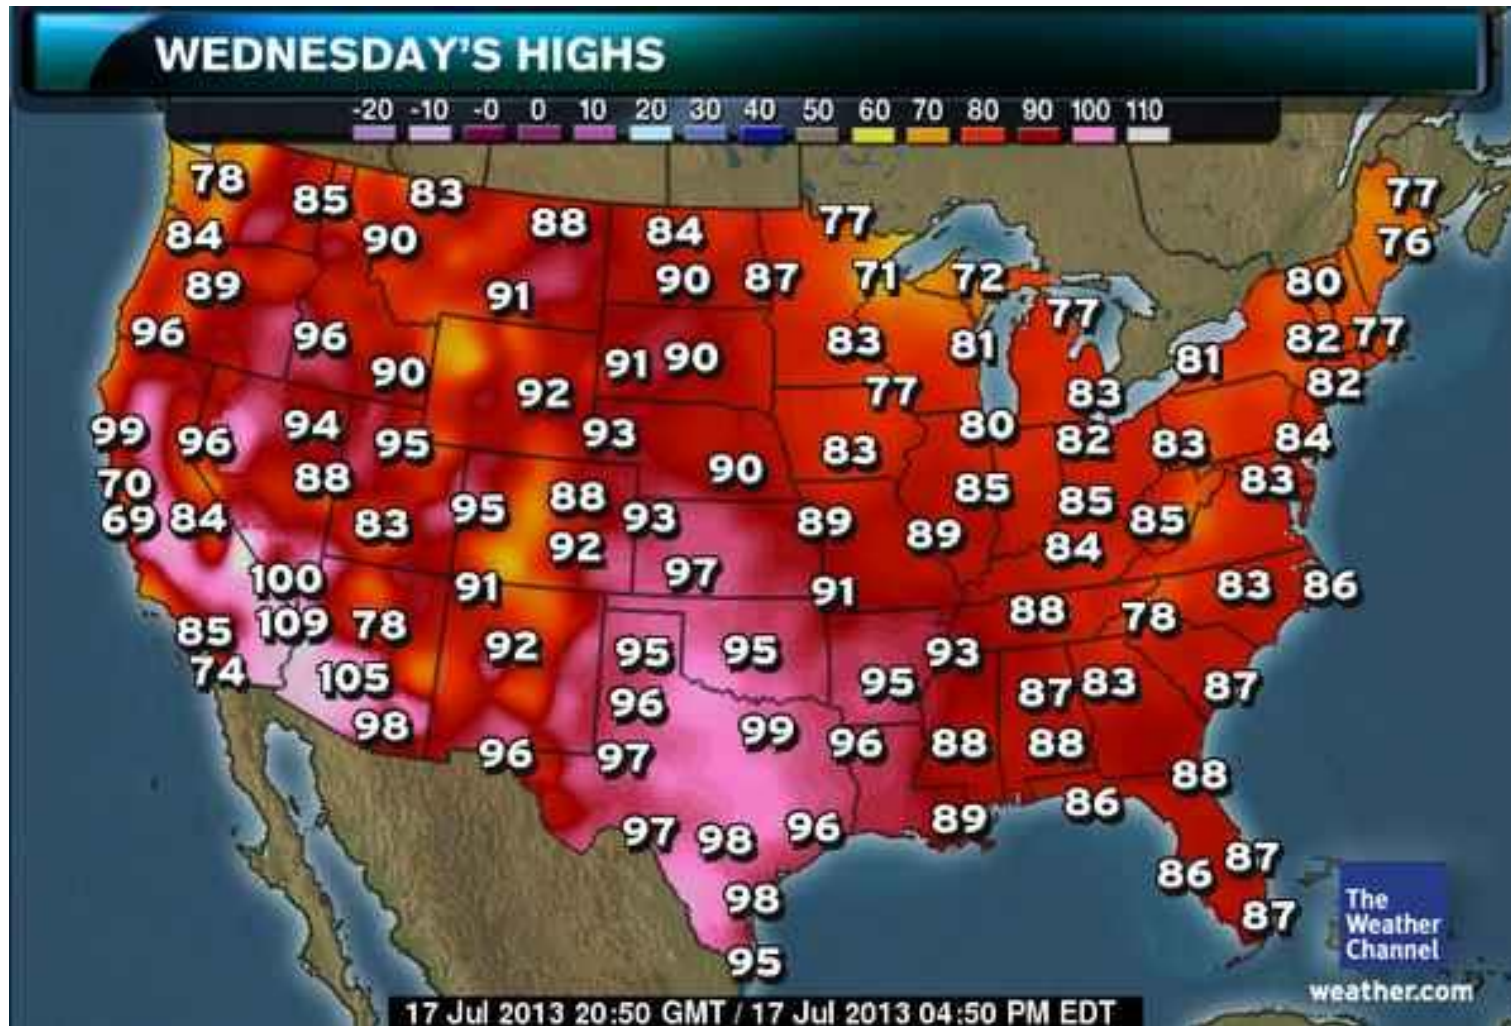 WEDNESDAY'S HIGHS
-20 -10 -0 0 10 20 30 40 50 60 70 80 90 100 110
78 85 83 88 84 77 77
84 90 76
89 91 90 87 71 72 80
96 96 91 90 83 81 77 81 82 77
90 92 77 83 82
99 96 94 95 93 90 83 80 82 83 84
70 88 95 88 85 85 83
69 84 83 92 93 89 89 84 85
100 91 97 91 88 78 83 86
85 109 78 92 95 95 93
74 105 96 95 87 83 87
98 96 97 99 96 88 88 88
97 98 96 89 86
98 86 87
87
95
The
Weather
Channel
weather.com
17 Jul 2013 20:50 GMT / 17 Jul 2013 04:50 PM EDT